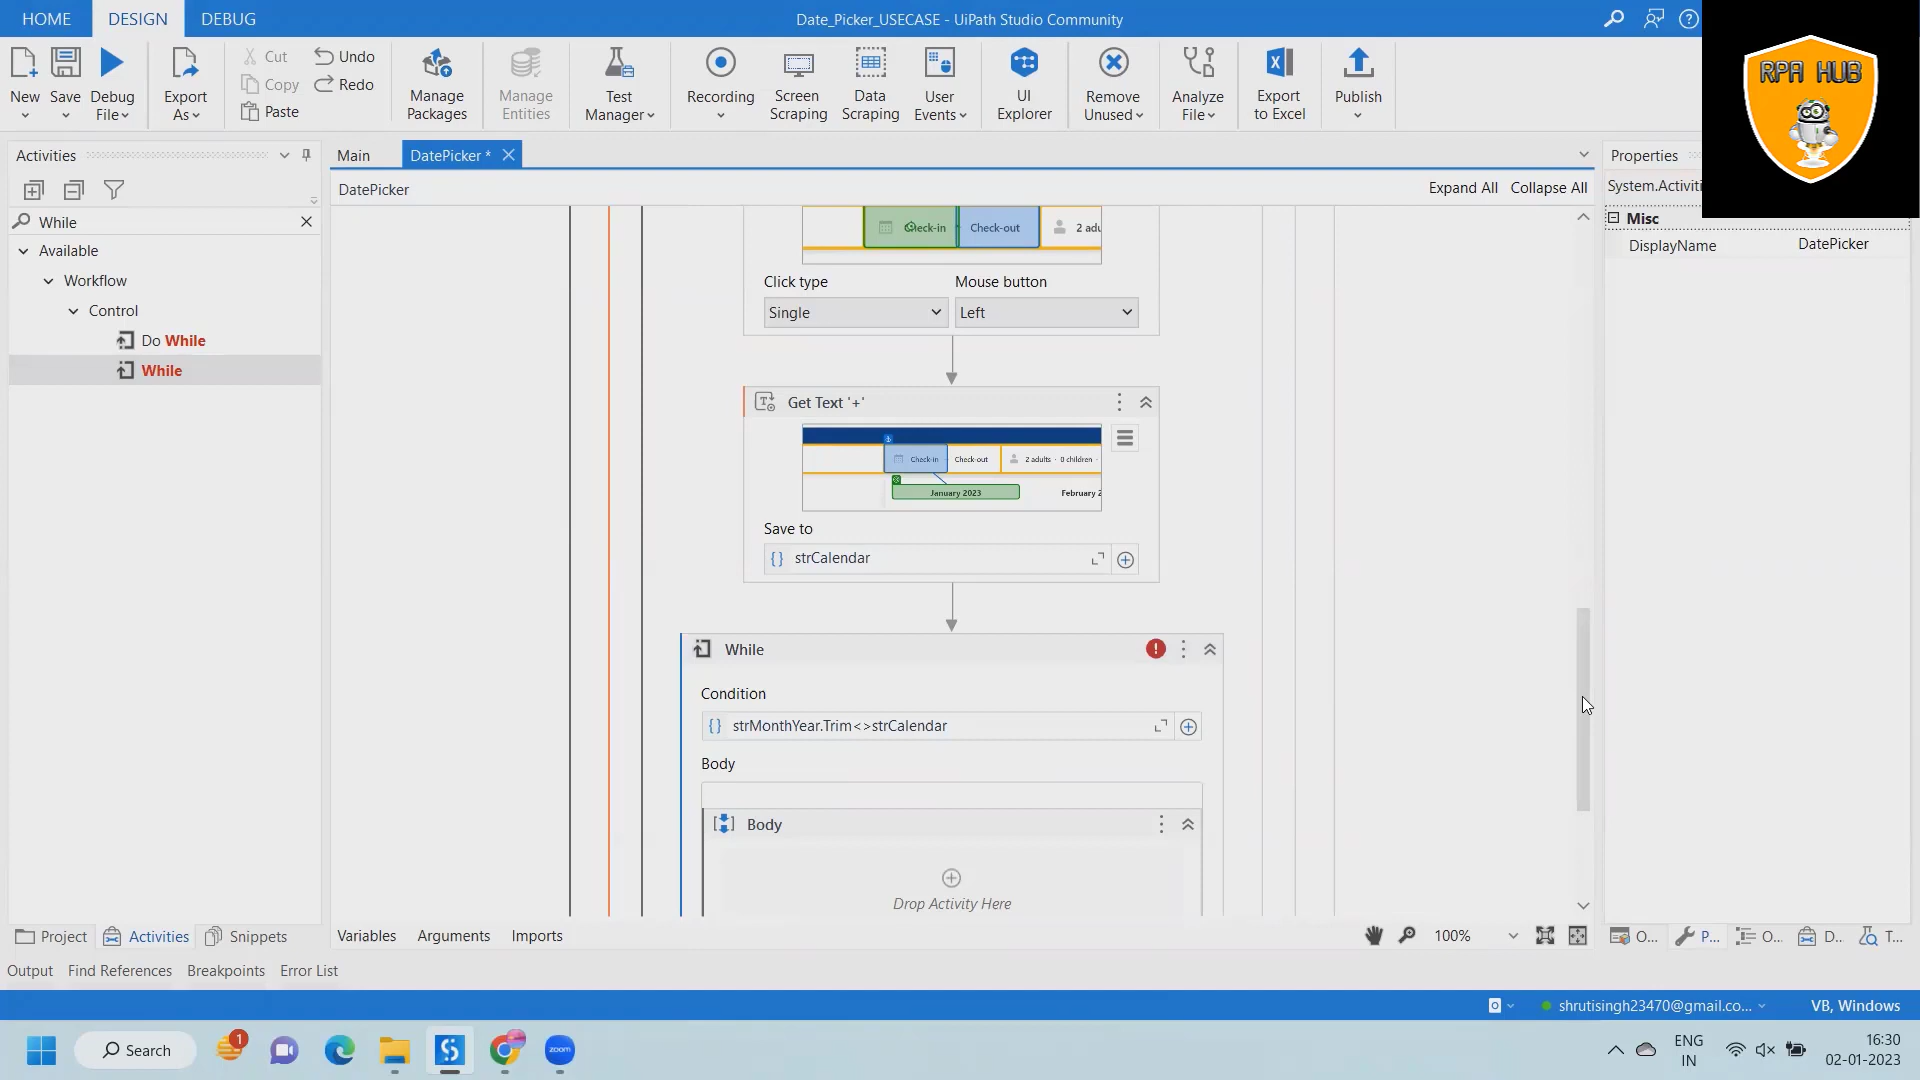 HOME
DESIGN
DEBUG
Date_Picker_USECASE - UiPath Studio Community
New
Save
Debug File
Export As
Cut
Copy
Paste
Undo
Redo
Manage Packages
Manage Entities
Test Manager
Recording
Screen Scraping
Data Scraping
User Events
UI Explorer
Remove Unused
Analyze File
Export to Excel
Publish
RPA HUB
Activities
Main
DatePicker *
Properties
DatePicker
Expand All
Collapse All
System.Activiti
While
Misc
DisplayName
DatePicker
Available
Workflow
Control
Do While
While
Check-out
2 adu
Click type
Mouse button
Single
Left
Get Text '+'
Check-in
Check-out
2 adults · 0 children ·
January 2023
February 2
Save to
strCalendar
While
Condition
strMonthYear.Trim<>strCalendar
Body
Body
Drop Activity Here
Project
Activities
Snippets
Variables
Arguments
Imports
100%
O...
P...
O...
D...
T...
Output
Find References
Breakpoints
Error List
shrutisingh23470@gmail.co...
VB, Windows
Search
1
zoom
ENG
IN
16:30
02-01-2023